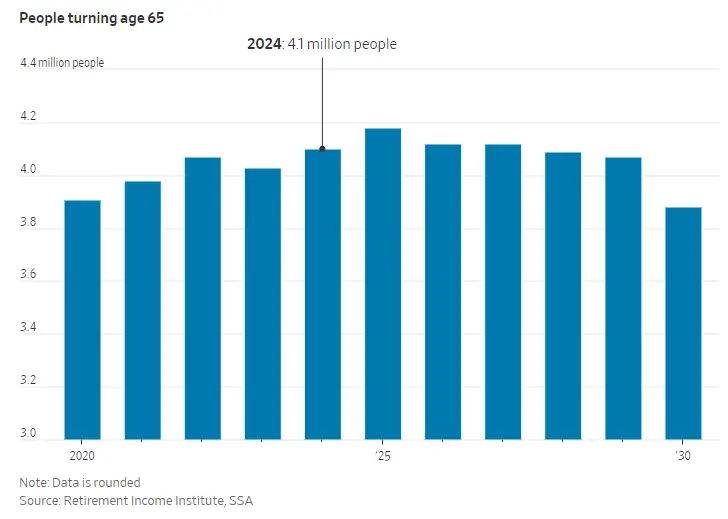 People turning age 65
2024: 4.1 million people
4.4 million people
4.2
4.0
3.8
3.6
3.4
3.2
3.0
2020 '25 '30
Note: Data is rounded
Source: Retirement Income Institute, SSA